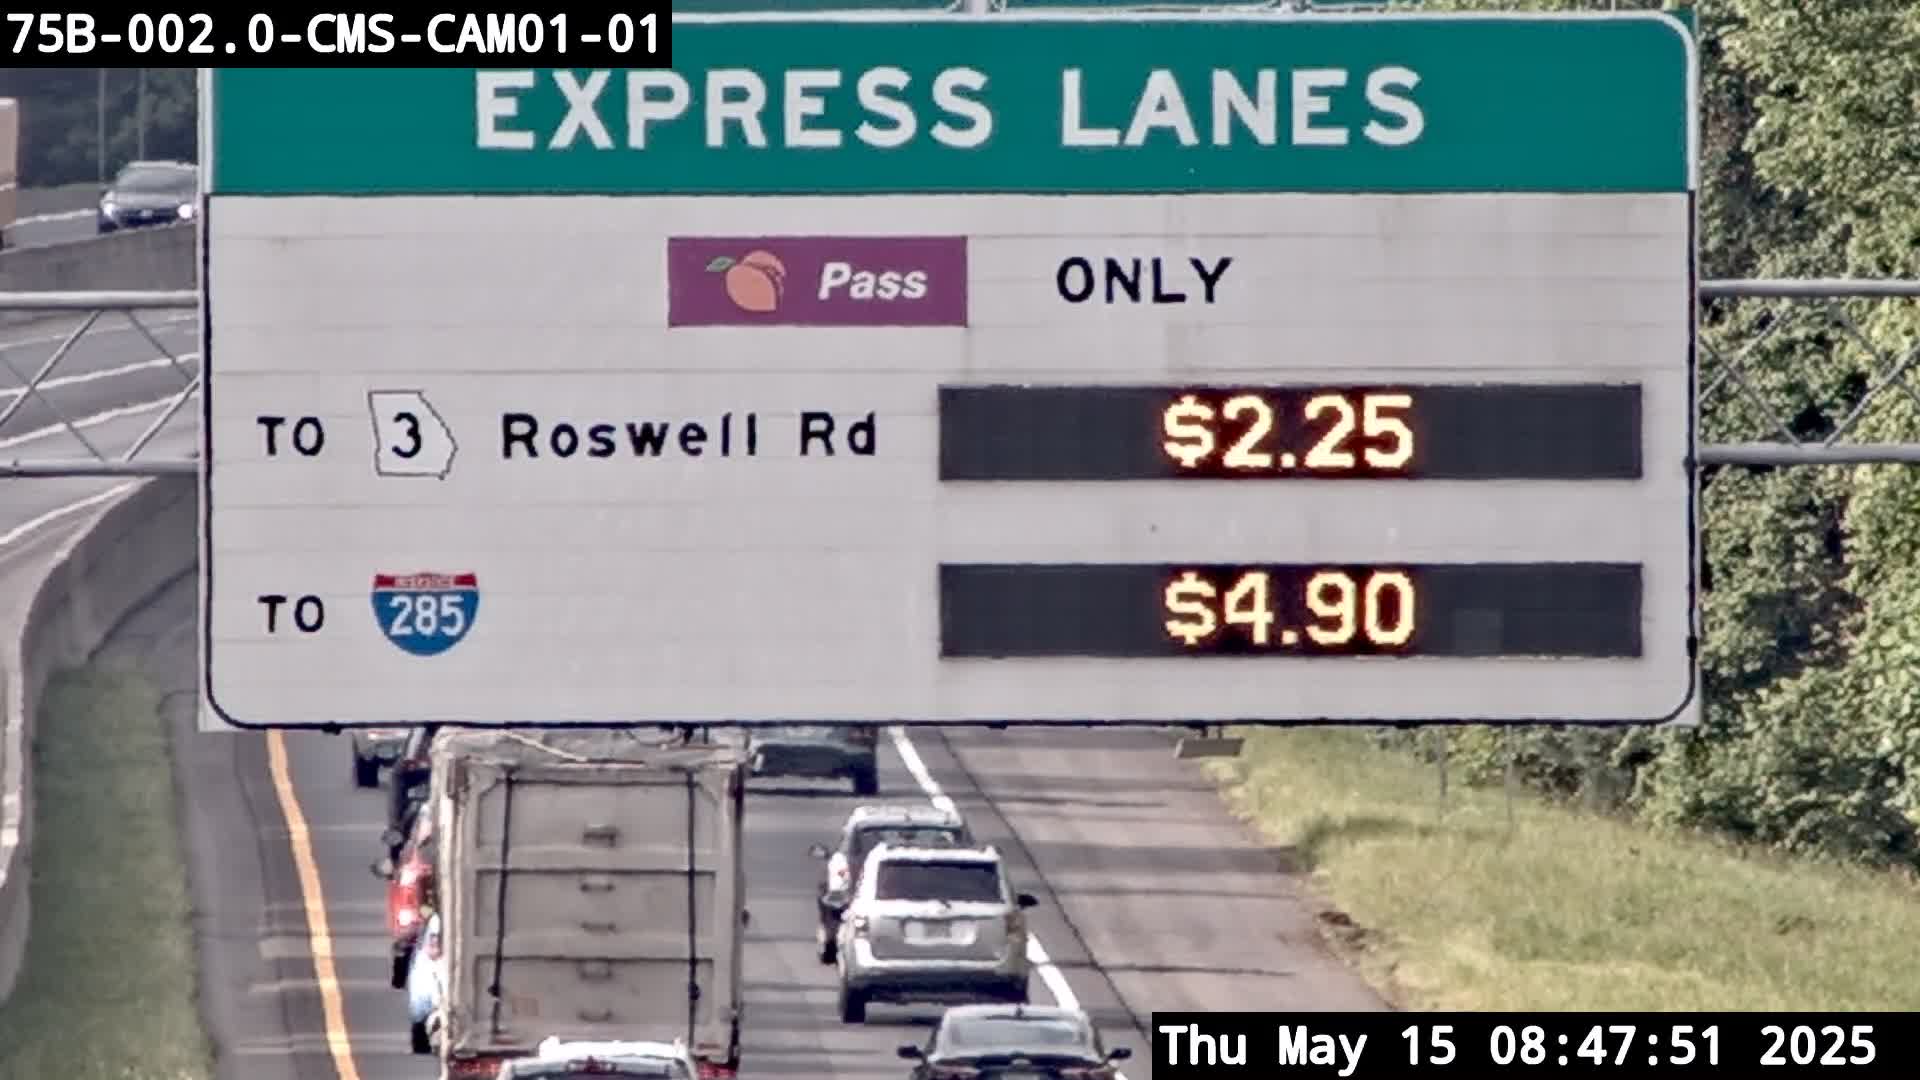 75B-002.0-CMS-CAM01-01
EXPRESS LANES
Pass ONLY
TO 3 Roswell Rd $2.25
INTERSTATE
TO 285 $4.90
Thu May 15 08:47:51 2025